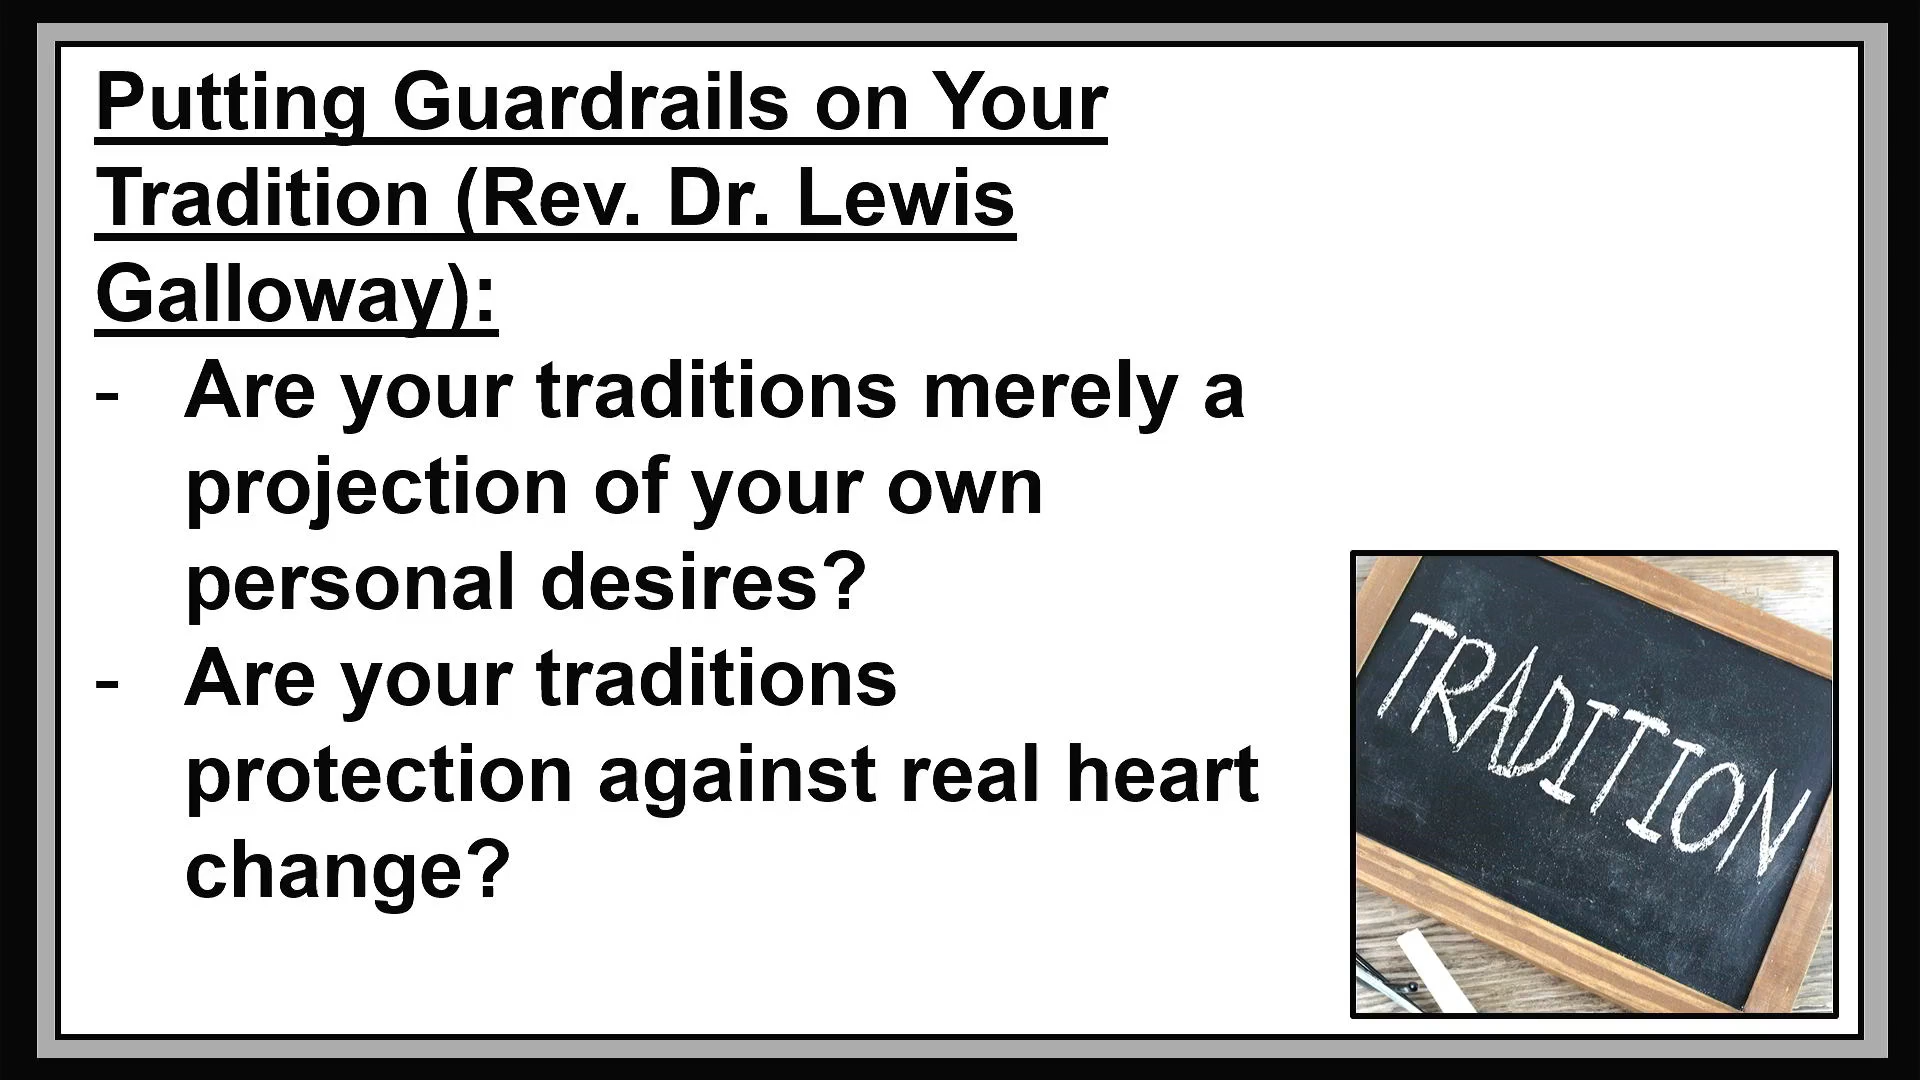 Putting Guardrails on Your
Tradition (Rev. Dr. Lewis
Galloway):
- Are your traditions merely a
projection of your own
personal desires?
- Are your traditions
protection against real heart
change?
TRADITION